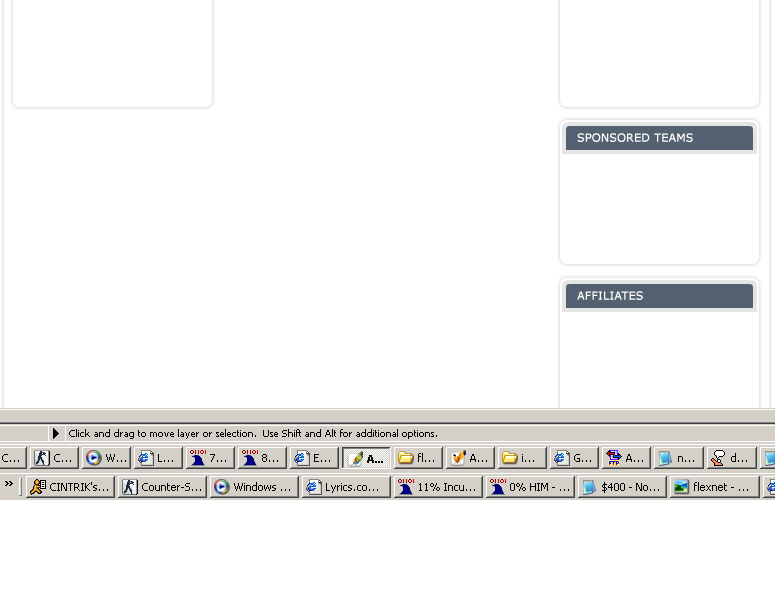 SPONSORED TEAMS
AFFILIATES
Click and drag to move layer or selection. Use Shift and Alt for additional options.
C... C... W... L... 7... 8... E... A... fl... A... i... G... A... n... d...
» CINTRIK's... Counter-S... Windows ... Lyrics.co... 11% Incu... 0% HIM - ... $400 - No... flexnet - ...